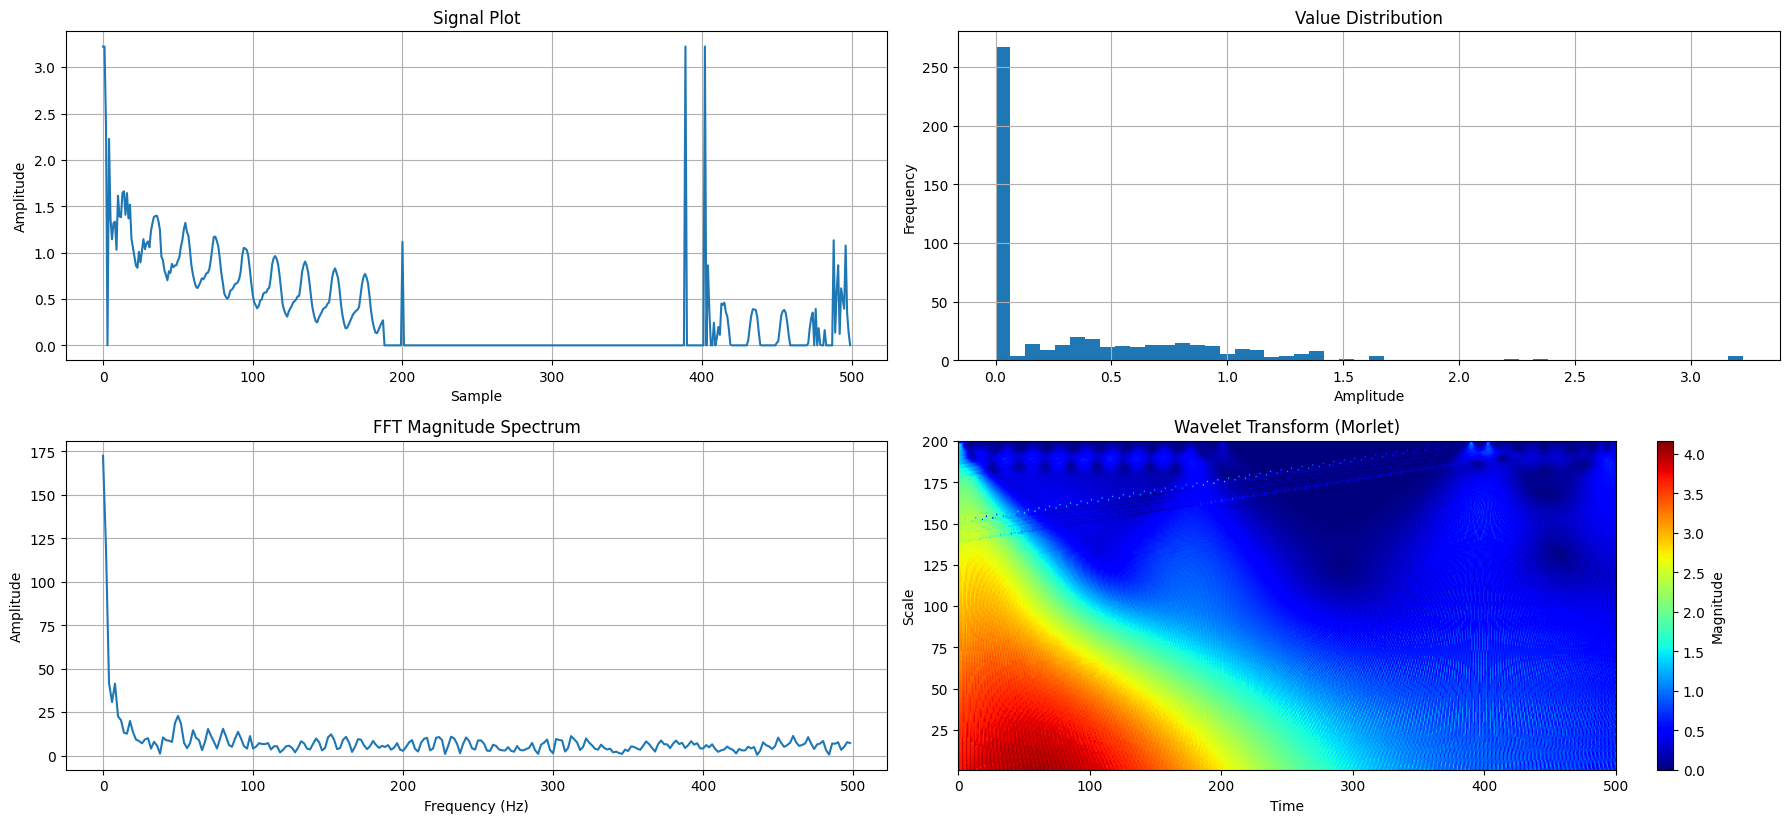 Signal Plot
Amplitude
3.0
2.5
2.0
1.5
1.0
0.5
0.0
0 100 200 300 400 500
Sample
Value Distribution
Frequency
250
200
150
100
50
0
0.0 0.5 1.0 1.5 2.0 2.5 3.0
Amplitude
FFT Magnitude Spectrum
Amplitude
175
150
125
100
75
50
25
0
0 100 200 300 400 500
Frequency (Hz)
Wavelet Transform (Morlet)
Scale
200
175
150
125
100
75
50
25
0 100 200 300 400 500
Time
4.0
3.5
3.0
2.5
2.0
1.5
1.0
0.5
0.0
Magnitude